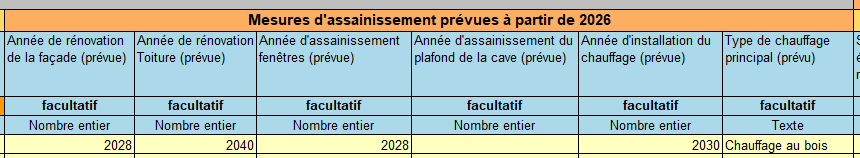 Mesures d'assainissement prévues à partir de 2026
Année de rénovation de la façade (prévue)
Année de rénovation Toiture (prévue)
Année d'assainissement fenêtres (prévue)
Année d'assainissement du plafond de la cave (prévue)
Année d'installation du chauffage (prévue)
Type de chauffage principal (prévu)
facultatif facultatif facultatif facultatif facultatif facultatif
Nombre entier Nombre entier Nombre entier Nombre entier Nombre entier Texte
2028 2040 2028 2030 Chauffage au bois